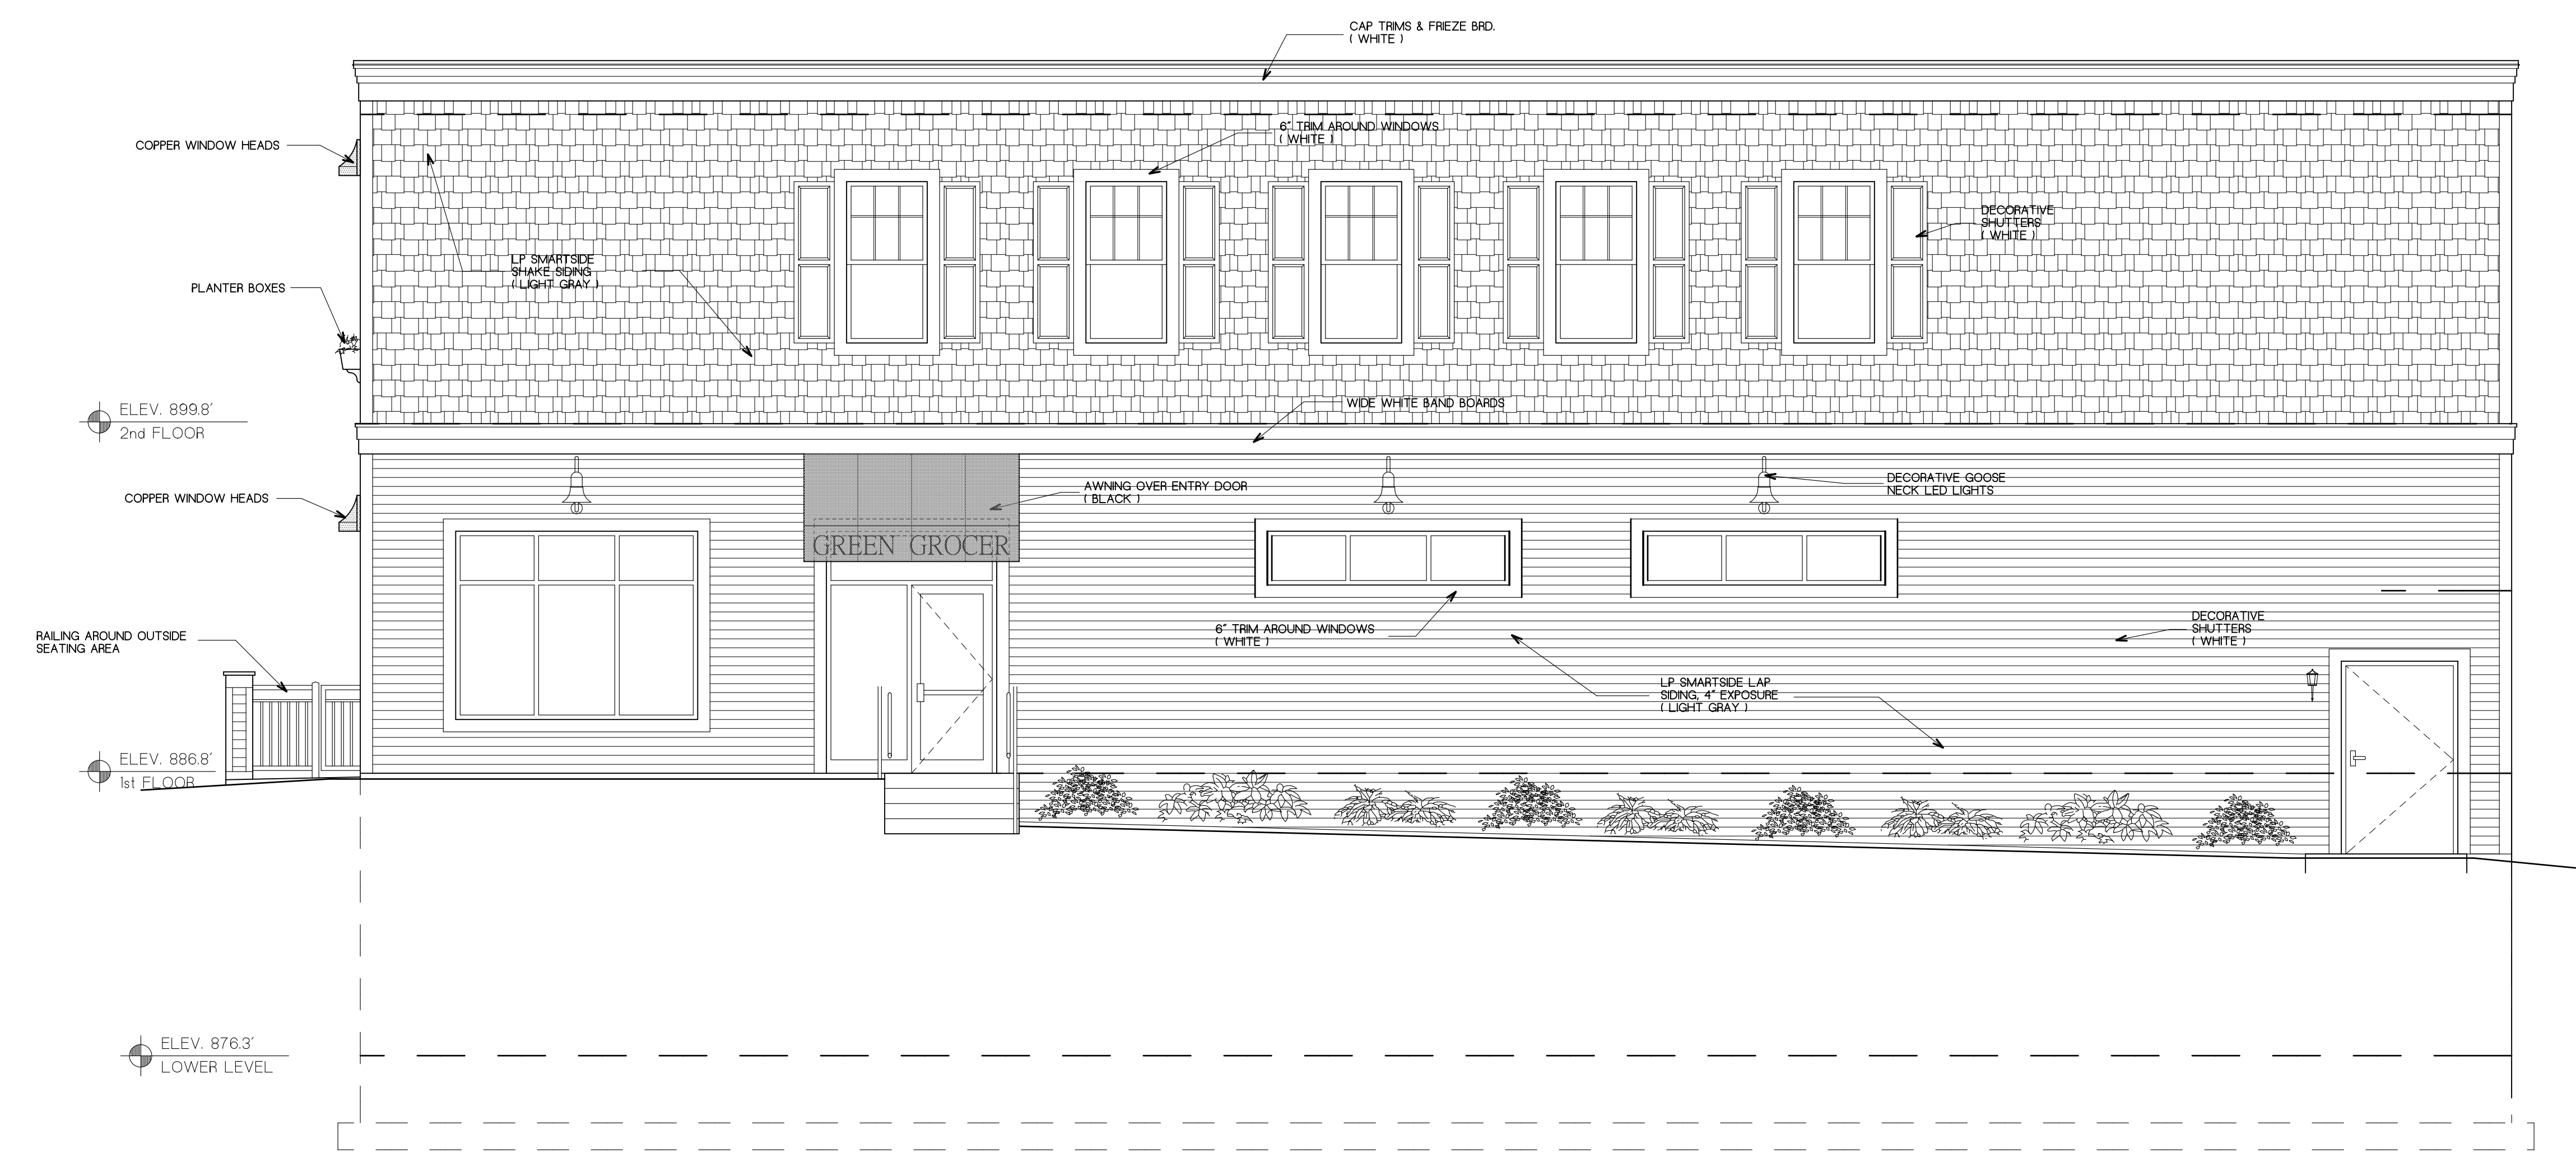 CAP TRIMS & FRIEZE BRD.
( WHITE )
6" TRIM AROUND WINDOWS
( WHITE )
COPPER WINDOW HEADS
DECORATIVE
SHUTTERS
( WHITE )
LP SMARTSIDE
SHAKE SIDING
( LIGHT GRAY )
PLANTER BOXES
ELEV. 899.8'
2nd FLOOR
WIDE WHITE BAND BOARDS
COPPER WINDOW HEADS
AWNING OVER ENTRY DOOR
( BLACK )
DECORATIVE GOOSE
NECK LED LIGHTS
GREEN GROCER
RAILING AROUND OUTSIDE
SEATING AREA
6" TRIM AROUND WINDOWS
( WHITE )
DECORATIVE
SHUTTERS
( WHITE )
LP SMARTSIDE LAP
SIDING, 4" EXPOSURE
( LIGHT GRAY )
ELEV. 886.8'
1st FLOOR
ELEV. 876.3'
LOWER LEVEL